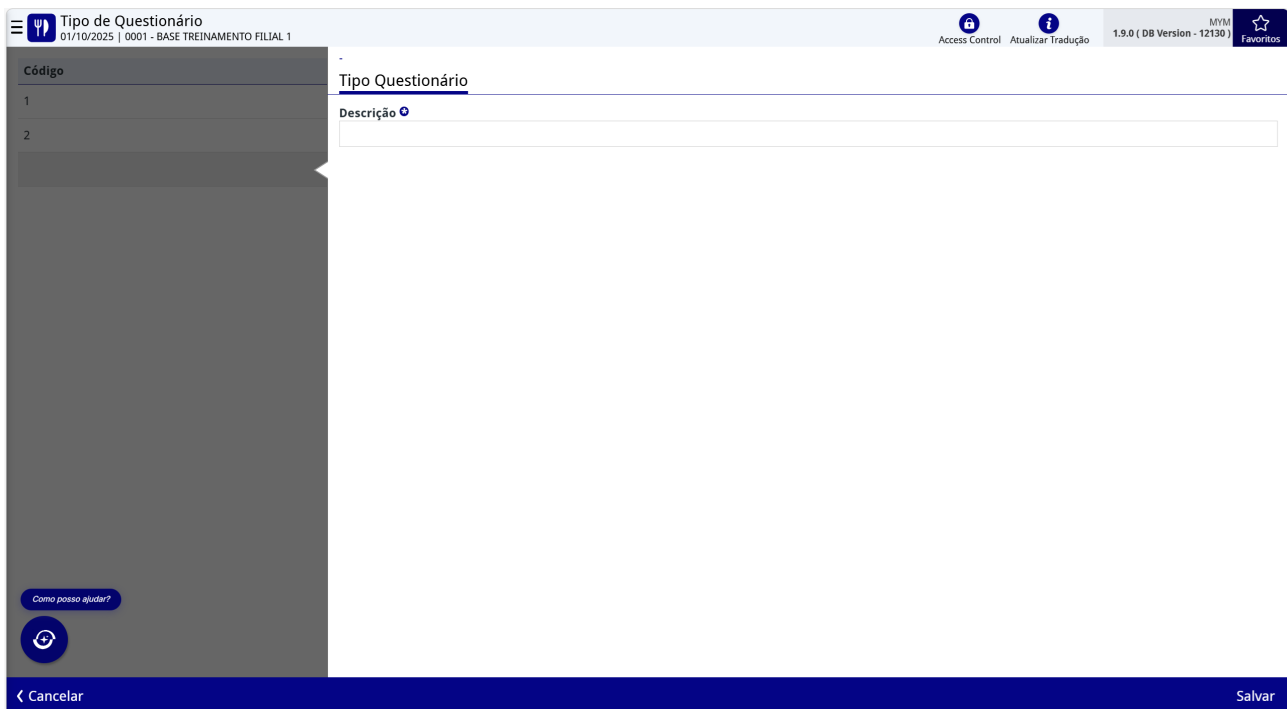 Tipo de Questionário
01/10/2025 | 0001 - BASE TREINAMENTO FILIAL 1
Access Control
Atualizar Tradução
MYM
1.9.0 ( DB Version - 12130 )
Favoritos
Código
1
2
-
Tipo Questionário
Descrição
Como posso ajudar?
Cancelar
Salvar